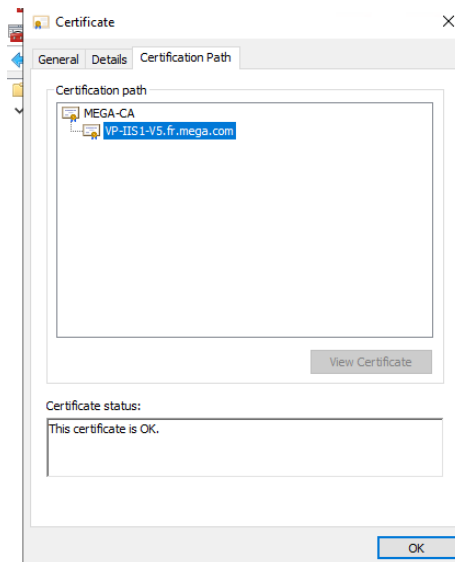 Certificate
General Details Certification Path
Certification path
MEGA-CA
VP-IIS1-V5.fr.mega.com
View Certificate
Certificate status:
This certificate is OK.
OK